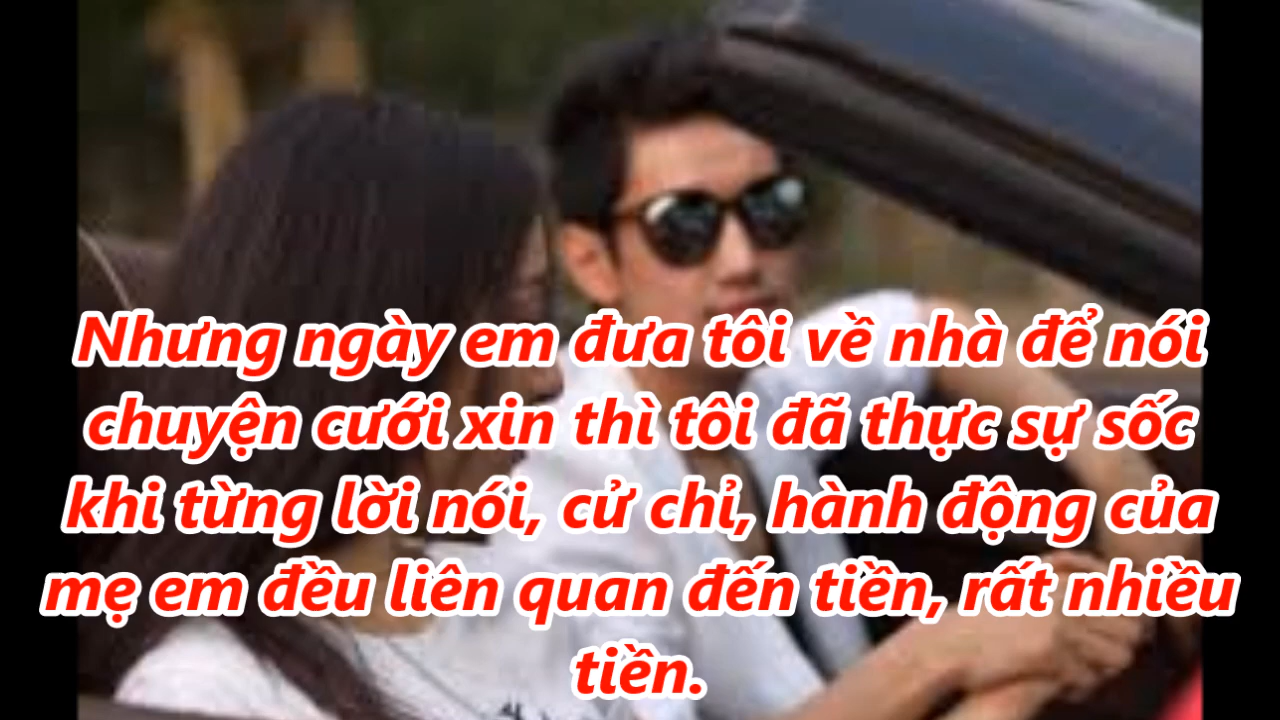 Nhưng ngày em đưa tôi về nhà để nói
chuyện cưới xin thì tôi đã thực sự sốc
khi từng lời nói, cử chỉ, hành động của
mẹ em đều liên quan đến tiền, rất nhiều
tiền.